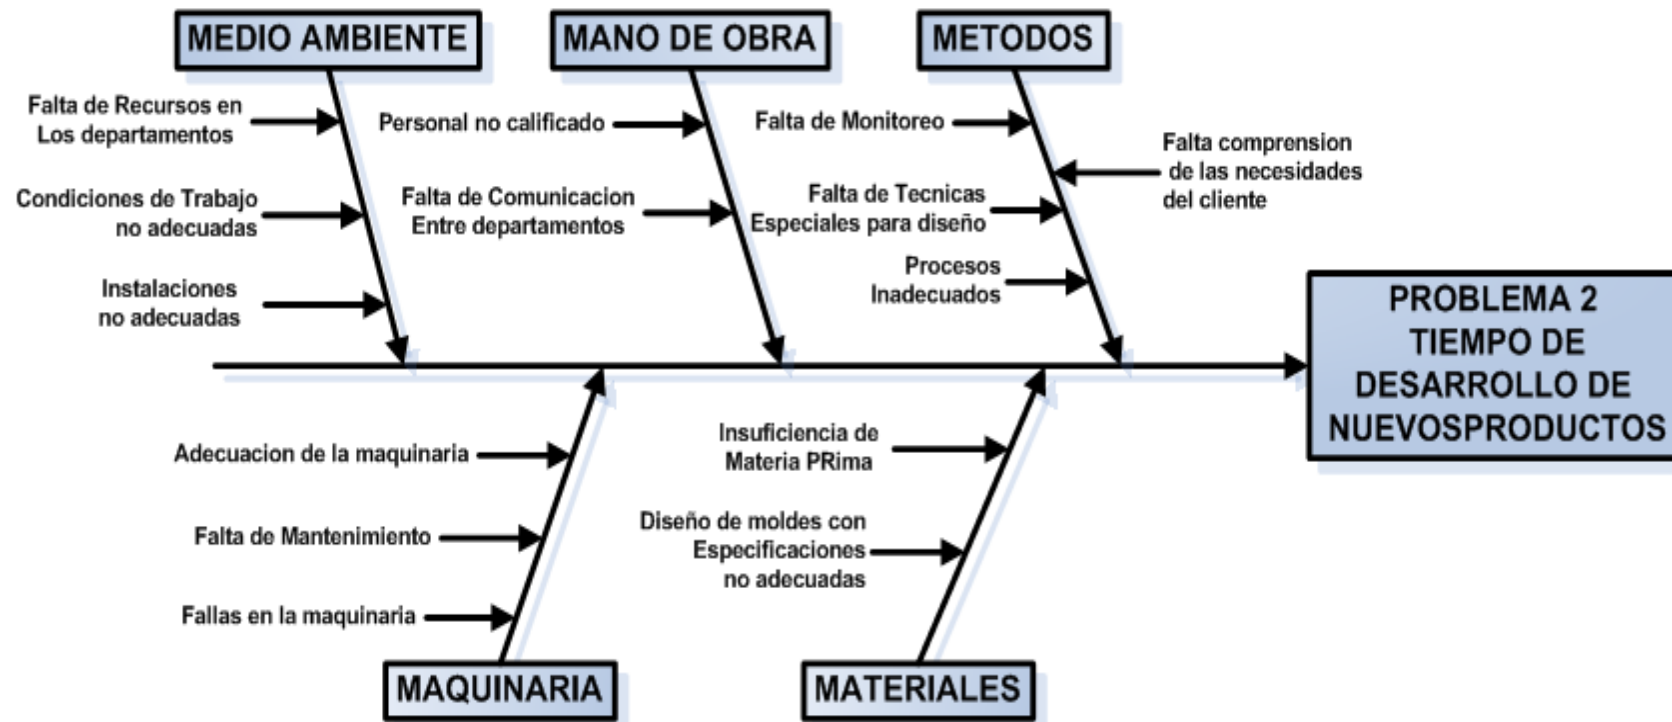 MEDIO AMBIENTE
MANO DE OBRA
METODOS
Falta de Recursos en
Los departamentos
Condiciones de Trabajo
no adecuadas
Instalaciones
no adecuadas
Personal no calificado
Falta de Comunicacion
Entre departamentos
Falta de Monitoreo
Falta de Tecnicas
Especiales para diseño
Procesos
Inadecuados
Falta comprension
de las necesidades
del cliente
PROBLEMA 2
TIEMPO DE
DESARROLLO DE
NUEVOSPRODUCTOS
Adecuacion de la maquinaria
Falta de Mantenimiento
Fallas en la maquinaria
Insuficiencia de
Materia PRima
Diseño de moldes con
Especificaciones
no adecuadas
MAQUINARIA
MATERIALES